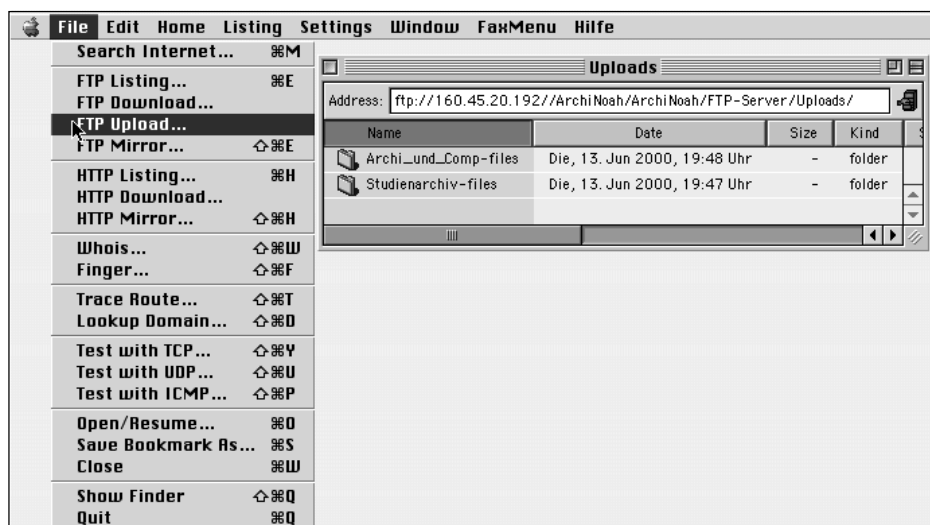 File Edit Home Listing Settings Window FaxMenu Hilfe
Search Internet... ⌘M
FTP Listing... ⌘E
FTP Download...
FTP Upload...
FTP Mirror... ⇧⌘E
HTTP Listing... ⌘H
HTTP Download...
HTTP Mirror... ⇧⌘H
Whois... ⇧⌘W
Finger... ⇧⌘F
Trace Route... ⇧⌘T
Lookup Domain... ⇧⌘D
Test with TCP... ⇧⌘Y
Test with UDP... ⇧⌘U
Test with ICMP... ⇧⌘P
Open/Resume... ⌘O
Save Bookmark As... ⌘S
Close ⌘W
Show Finder ⇧⌘Q
Quit ⌘Q
Uploads
Address: ftp://160.45.20.192//ArchiNoah/ArchiNoah/FTP-Server/Uploads/
Name Date Size Kind
Archi_und_Comp-files Die, 13. Jun 2000, 19:48 Uhr - folder
Studienarchiv-files Die, 13. Jun 2000, 19:47 Uhr - folder